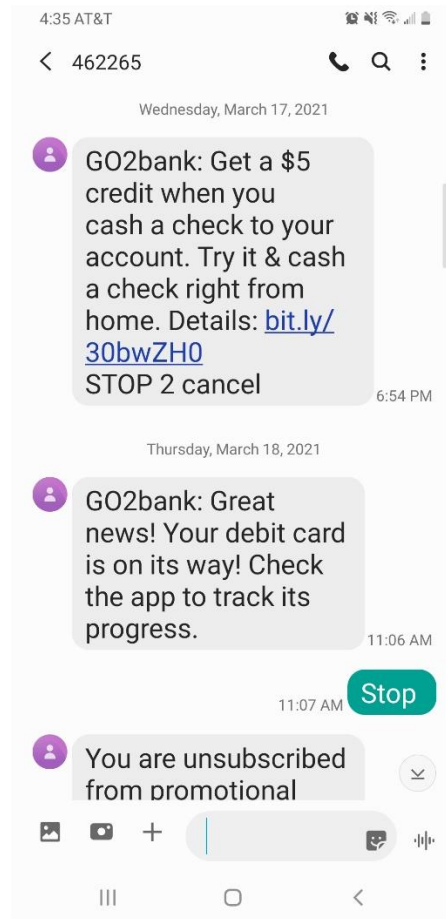 4:35 AT&T
462265
Wednesday, March 17, 2021
GO2bank: Get a $5
credit when you
cash a check to your
account. Try it & cash
a check right from
home. Details: bit.ly/
30bwZH0
STOP 2 cancel
6:54 PM
Thursday, March 18, 2021
GO2bank: Great
news! Your debit card
is on its way! Check
the app to track its
progress.
11:06 AM
Stop
11:07 AM
You are unsubscribed
from promotional